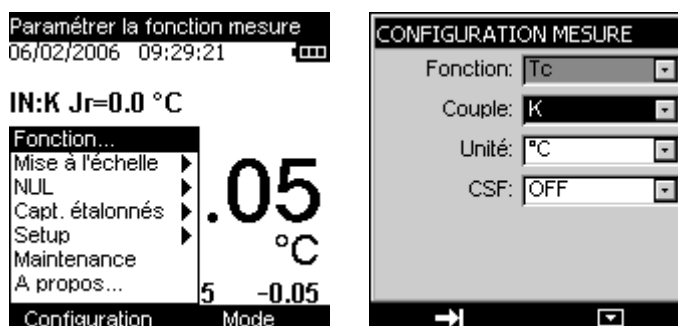 Paramétrer la fonction mesure
06/02/2006 09:29:21
IN:K Jr=0.0 °C
Fonction...
Mise à l'échelle
NUL
Capt. étalonnés
Setup
Maintenance
A propos...
.05
°C
5 -0.05
Configuration Mode
CONFIGURATION MESURE
Fonction: Tc
Couple: K
Unité: °C
CSF: OFF